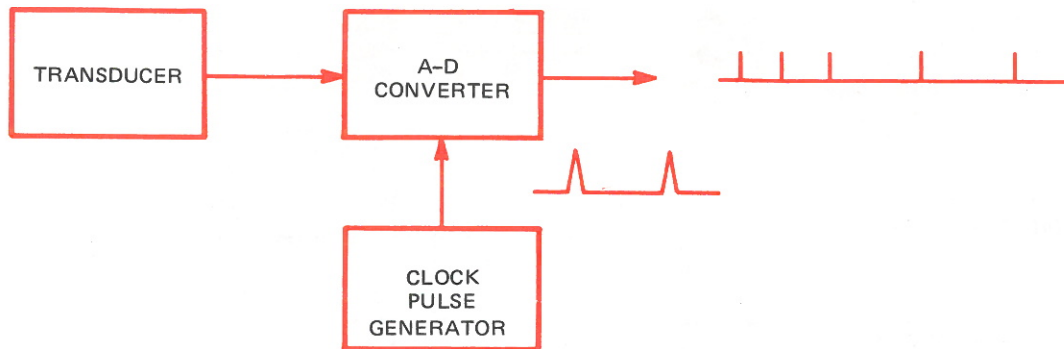 TRANSDUCER
A-D
CONVERTER
CLOCK
PULSE
GENERATOR